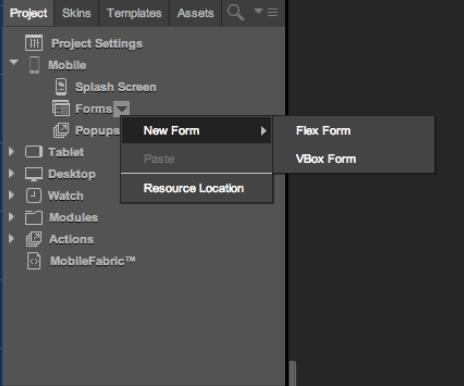 Project Skins Templates Assets
Project Settings
Mobile
Splash Screen
Forms
New Form Flex Form
Popups
Paste VBox Form
Tablet
Desktop
Resource Location
Watch
Modules
Actions
MobileFabric™